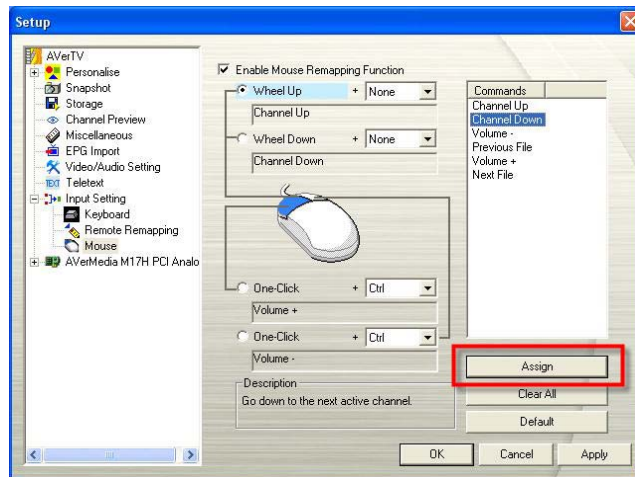 Setup
AVerTV
Personalise
Snapshot
Storage
Channel Preview
Miscellaneous
EPG Import
Video/Audio Setting
TEXT Teletext
Input Setting
Keyboard
Remote Remapping
Mouse
AVerMedia M17H PCI Analo
Enable Mouse Remapping Function
Wheel Up + None
Channel Up
Wheel Down + None
Channel Down
One-Click + Ctrl
Volume +
One-Click + Ctrl
Volume -
Description
Go down to the next active channel.
Commands
Channel Up
Channel Down
Volume -
Previous File
Volume +
Next File
Assign
Clear All
Default
OK Cancel Apply